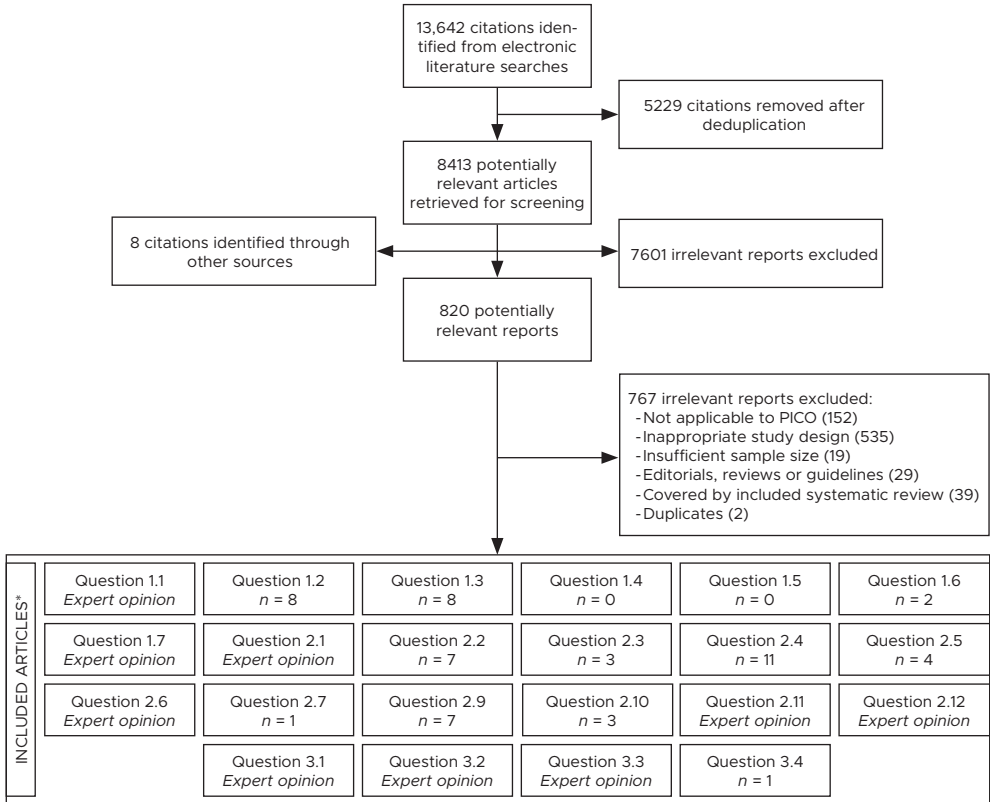 13,642 citations iden-
tified from electronic
literature searches
5229 citations removed after
deduplication
8413 potentially
relevant articles
retrieved for screening
8 citations identified through
other sources
7601 irrelevant reports excluded
820 potentially
relevant reports
767 irrelevant reports excluded:
- Not applicable to PICO (152)
- Inappropriate study design (535)
- Insufficient sample size (19)
- Editorials, reviews or guidelines (29)
- Covered by included systematic review (39)
- Duplicates (2)
INCLUDED ARTICLES*
Question 1.1
Expert opinion
Question 1.2
n = 8
Question 1.3
n = 8
Question 1.4
n = 0
Question 1.5
n = 0
Question 1.6
n = 2
Question 1.7
Expert opinion
Question 2.1
Expert opinion
Question 2.2
n = 7
Question 2.3
n = 3
Question 2.4
n = 11
Question 2.5
n = 4
Question 2.6
Expert opinion
Question 2.7
n = 1
Question 2.9
n = 7
Question 2.10
n = 3
Question 2.11
Expert opinion
Question 2.12
Expert opinion
Question 3.1
Expert opinion
Question 3.2
Expert opinion
Question 3.3
Expert opinion
Question 3.4
n = 1